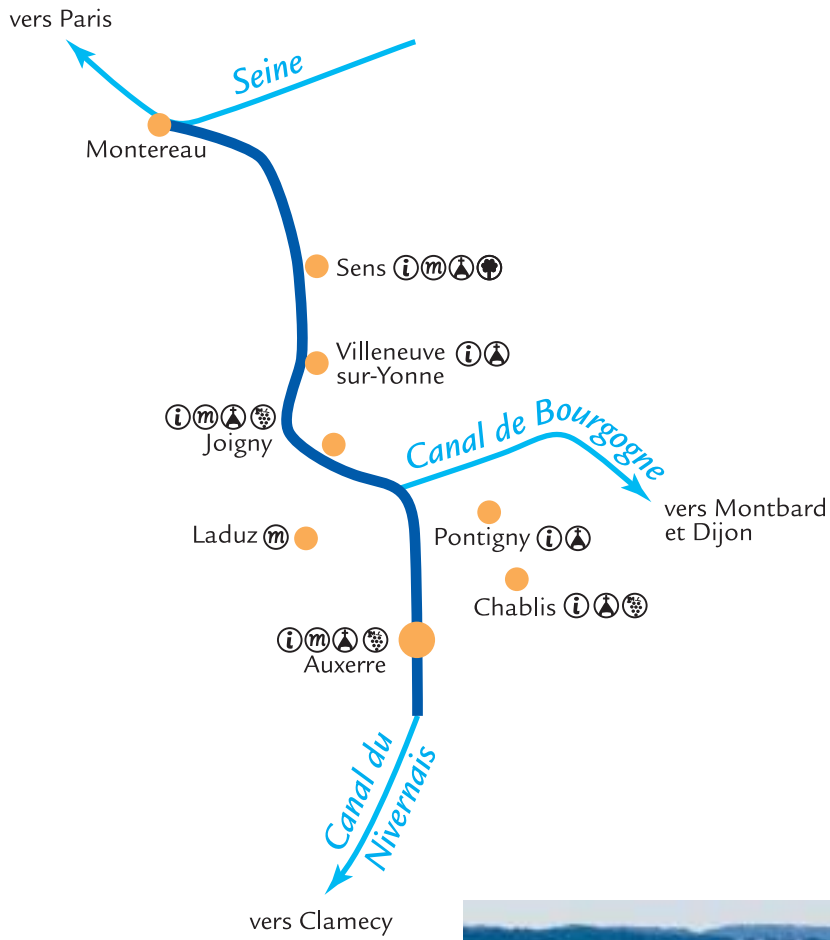 vers Paris
Seine
Montereau
Sens i m
Villeneuve i
sur-Yonne
i m
Joigny
Canal de Bourgogne
vers Montbard
et Dijon
Laduz m
Pontigny i
Chablis i
i m
Auxerre
Canal du
Nivernais
vers Clamecy